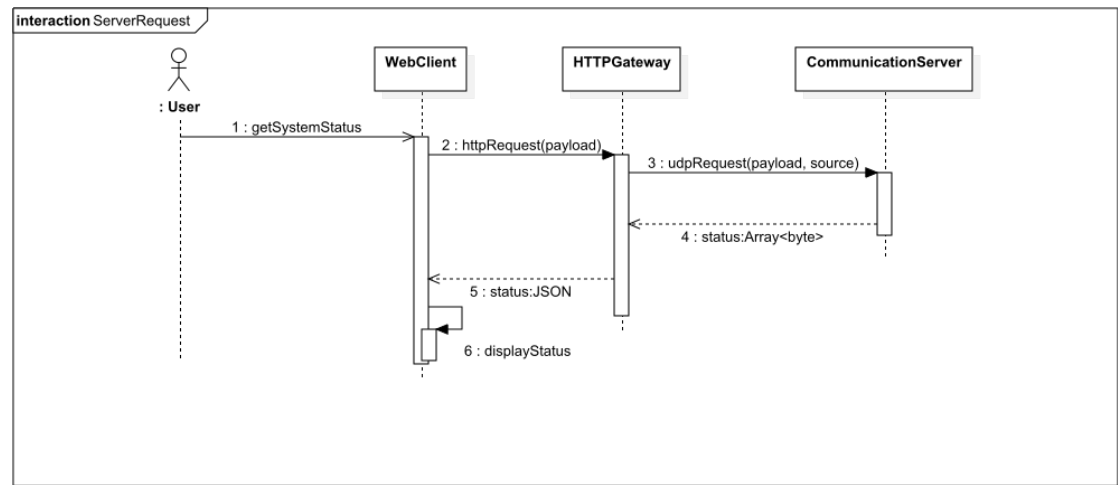 interaction ServerRequest
WebClient
HTTPGateway
CommunicationServer
: User
1 : getSystemStatus
2 : httpRequest(payload)
3 : udpRequest(payload, source)
4 : status:Array<byte>
5 : status:JSON
6 : displayStatus